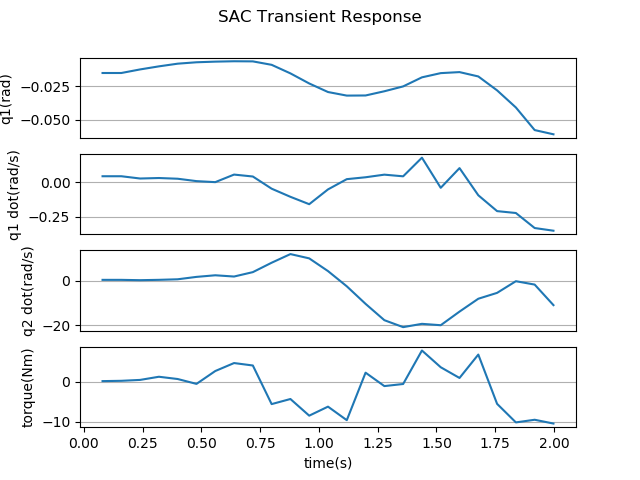 SAC Transient Response
q1(rad)
−0.025
−0.050
q1 dot(rad/s)
0.00
−0.25
q2 dot(rad/s)
0
−20
torque(Nm)
0
−10
0.00 0.25 0.50 0.75 1.00 1.25 1.50 1.75 2.00
time(s)